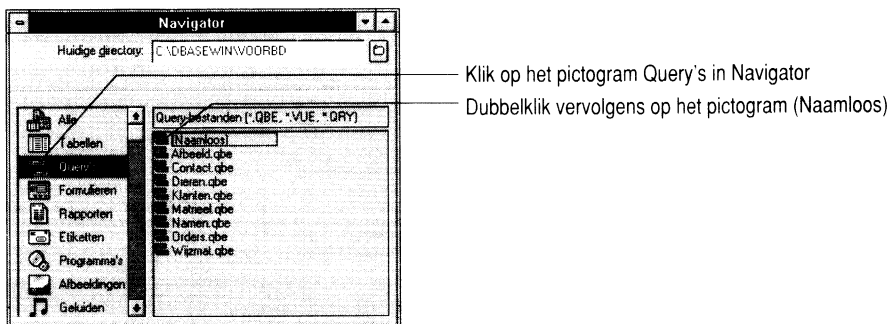 Navigator
Huidige directory: C:\DBASEWIN\VOORBD
Klik op het pictogram Query's in Navigator
Dubbelklik vervolgens op het pictogram (Naamloos)
Alle
Tabellen
Query
Formulieren
Rapporten
Etiketten
Programma's
Afbeeldingen
Geluiden
Query-bestanden (*.QBE, *.VUE, *.QRY)
(Naamloos)
Afbeeld.qbe
Contact.qbe
Dieren.qbe
Klanten.qbe
Matrieel.qbe
Namen.qbe
Orders.qbe
Wijzmat.qbe